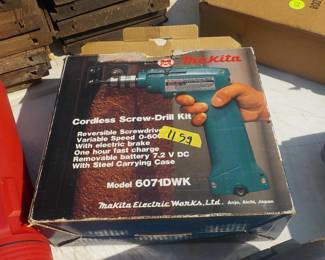 makita
Cordless Screw-Drill Kit
Reversible Screwdriver
Variable Speed 0-600
With electric brake
One hour fast charge
Removable battery 7.2 V DC
With Steel Carrying Case
Model 6071DWK
makita Electric Works, Ltd. Anjo, Aichi, Japan